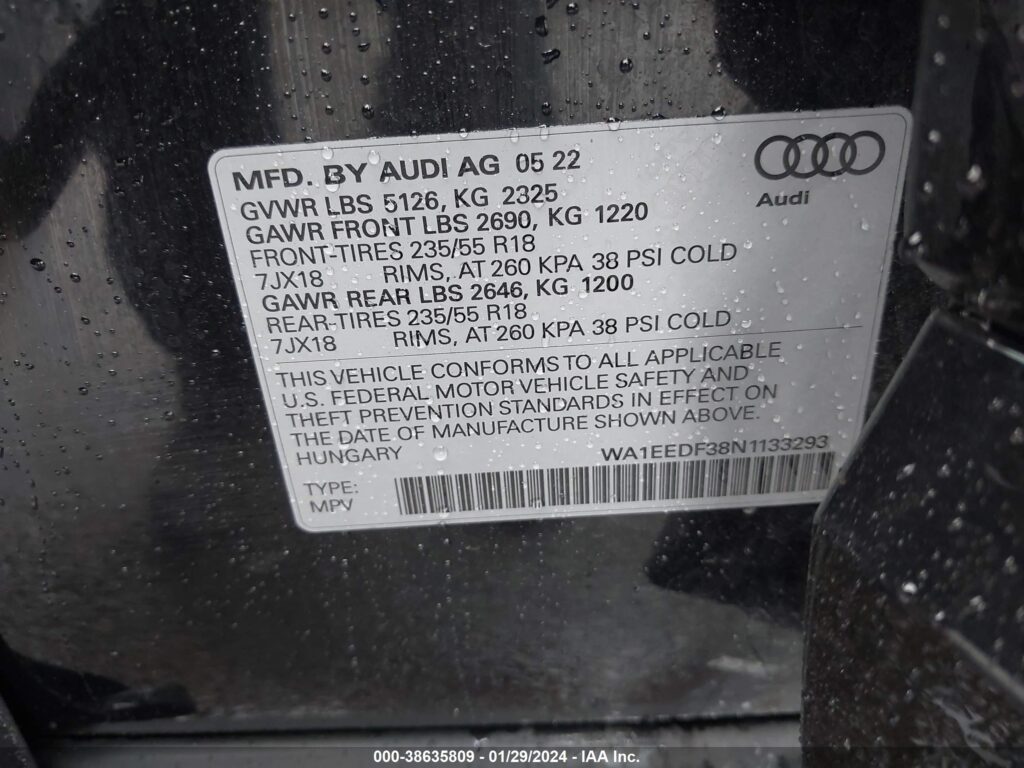 MFD. BY AUDI AG 05 22
Audi
GVWR LBS 5126, KG 2325
GAWR FRONT LBS 2690, KG 1220
FRONT-TIRES 235/55 R18
7JX18 RIMS, AT 260 KPA 38 PSI COLD
GAWR REAR LBS 2646, KG 1200
REAR-TIRES 235/55 R18
7JX18 RIMS, AT 260 KPA 38 PSI COLD
THIS VEHICLE CONFORMS TO ALL APPLICABLE
U.S. FEDERAL MOTOR VEHICLE SAFETY AND
THEFT PREVENTION STANDARDS IN EFFECT ON
THE DATE OF MANUFACTURE SHOWN ABOVE.
HUNGARY WA1EEDF38N1133293
TYPE:
MPV
000-38635809 - 01/29/2024 - IAA Inc.